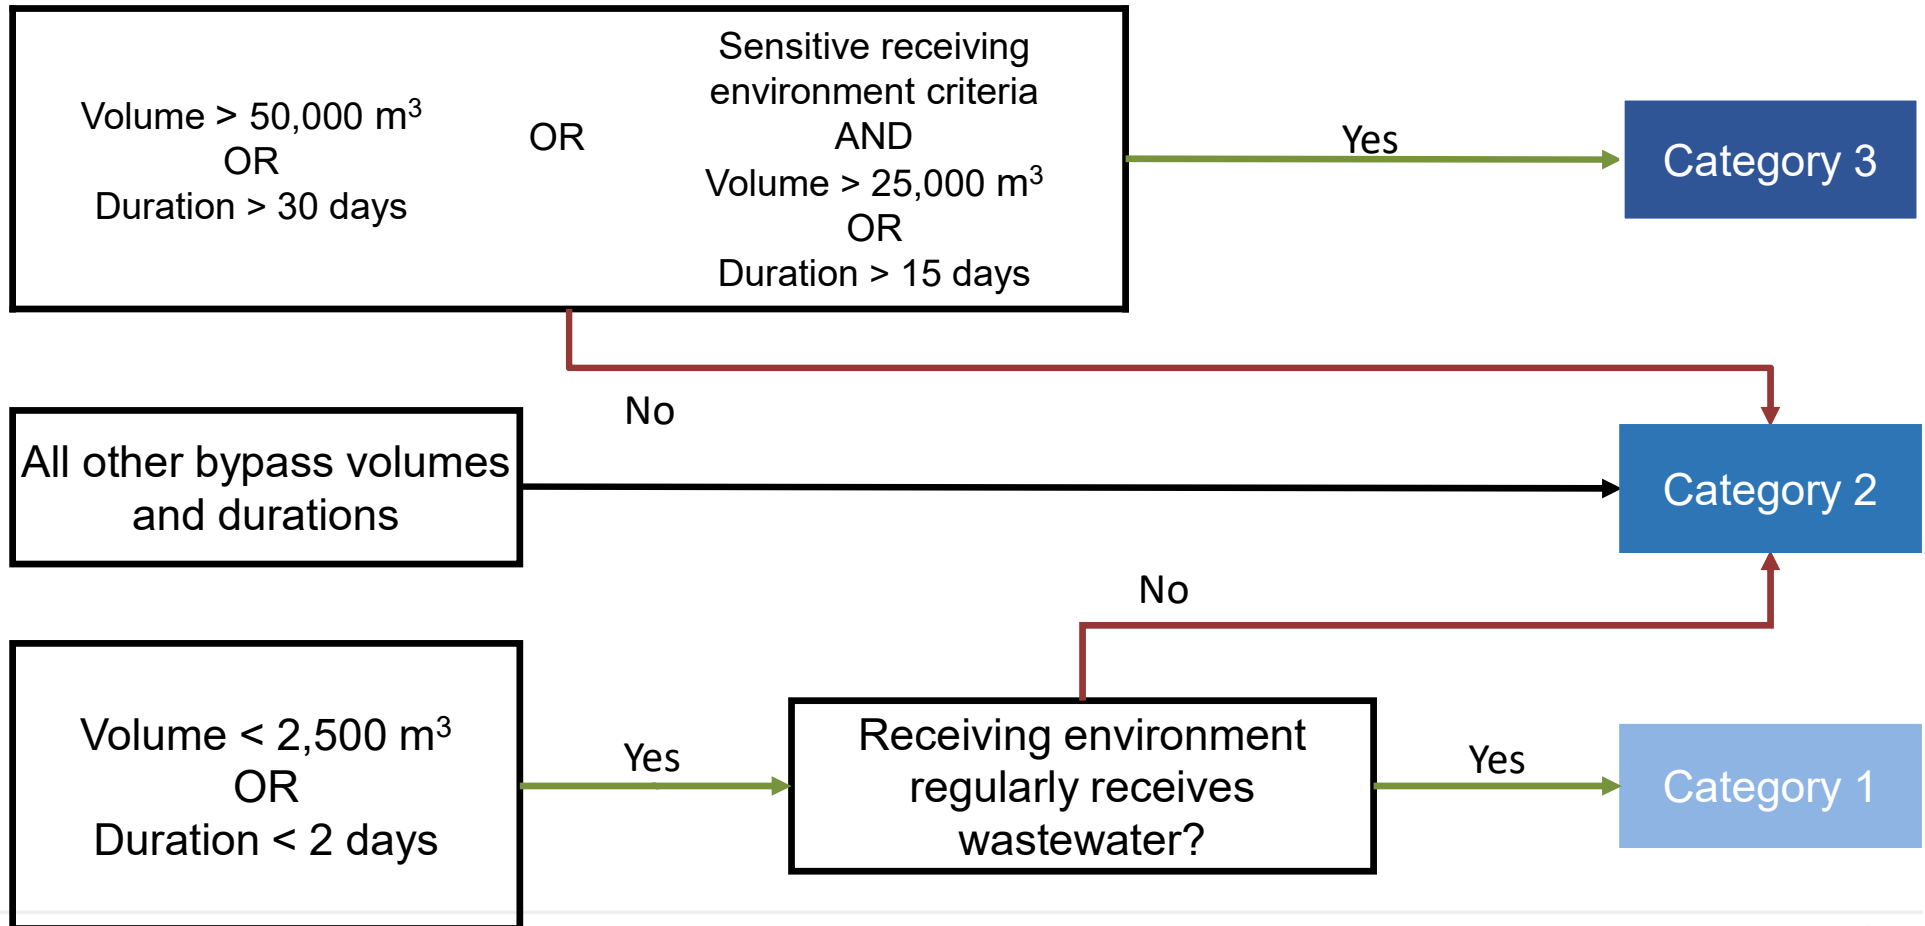 Volume > 50,000 m³
OR
Duration > 30 days
OR
Sensitive receiving
environment criteria
AND
Volume > 25,000 m³
OR
Duration > 15 days
Yes
Category 3
No
All other bypass volumes
and durations
Category 2
No
Volume < 2,500 m³
OR
Duration < 2 days
Yes
Receiving environment
regularly receives
wastewater?
Yes
Category 1